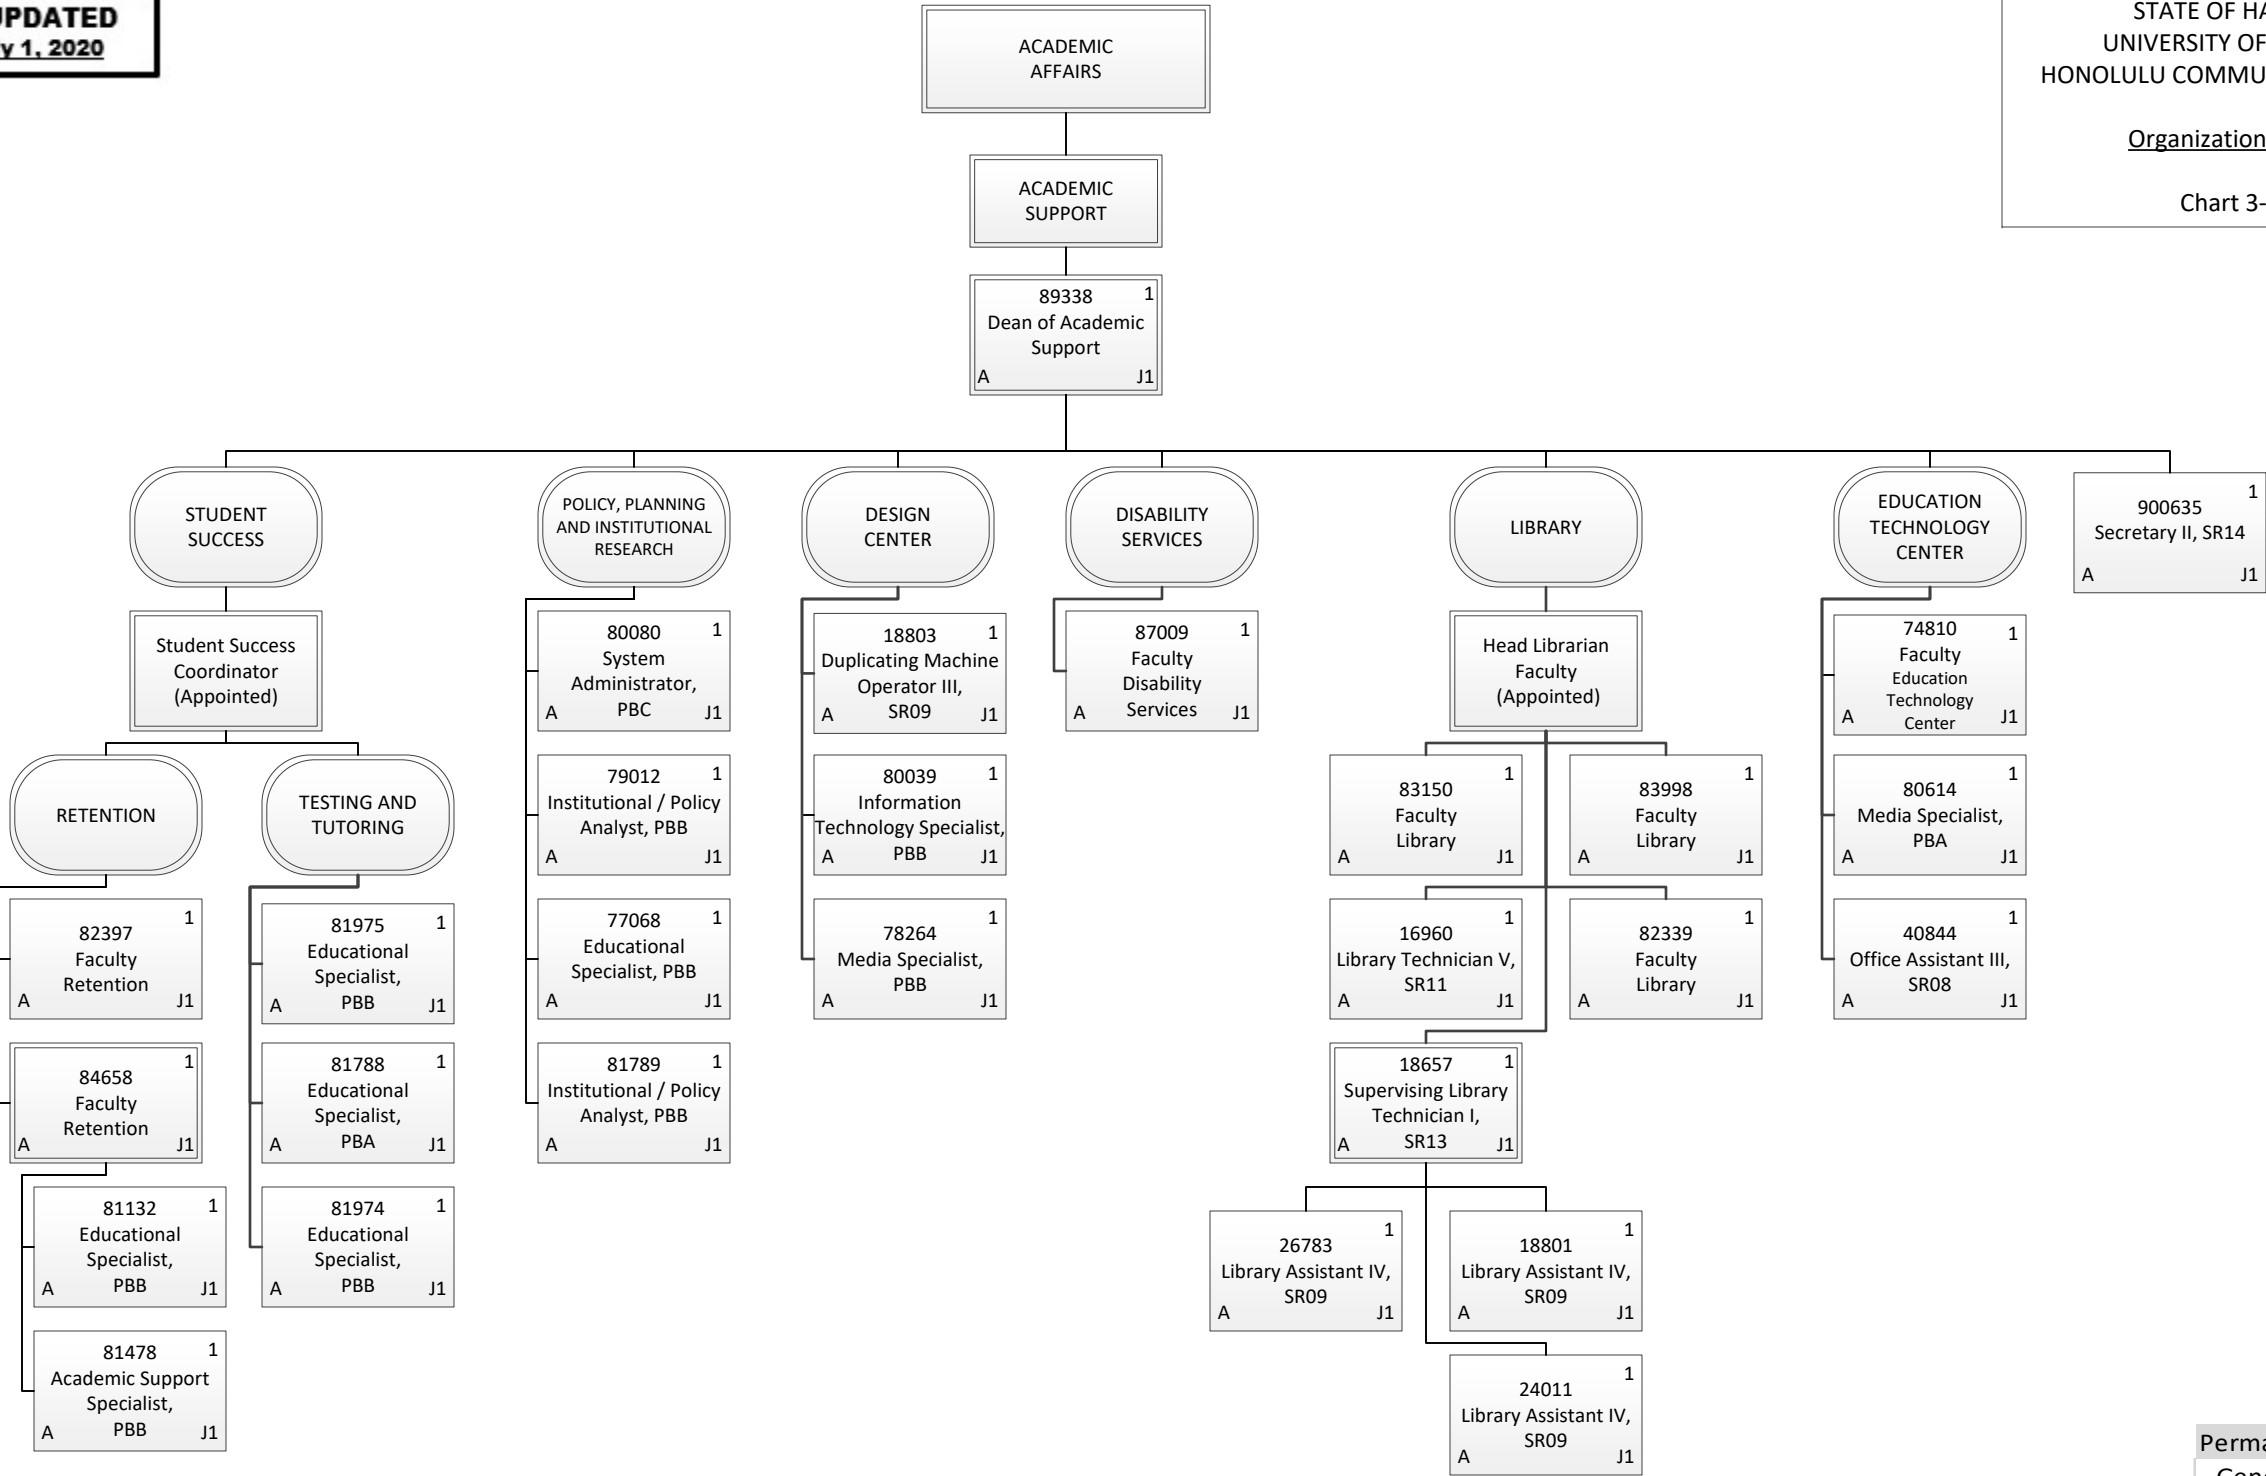 UPDATED
y 1, 2020
STATE OF HA
UNIVERSITY OF
HONOLULU COMMU
Organization
Chart 3-
ACADEMIC
AFFAIRS
ACADEMIC
SUPPORT
89338 1
Dean of Academic
Support
A J1
STUDENT
SUCCESS
POLICY, PLANNING
AND INSTITUTIONAL
RESEARCH
DESIGN
CENTER
DISABILITY
SERVICES
LIBRARY
EDUCATION
TECHNOLOGY
CENTER
1
900635
Secretary II, SR14
A J1
Student Success
Coordinator
(Appointed)
RETENTION
TESTING AND
TUTORING
1
82397
Faculty
Retention
A J1
1
84658
Faculty
Retention
A J1
81132 1
Educational
Specialist,
A PBB J1
81478 1
Academic Support
Specialist,
A PBB J1
81975 1
Educational
Specialist,
A PBB J1
81788 1
Educational
Specialist,
A PBA J1
81974 1
Educational
Specialist,
A PBB J1
80080 1
System
Administrator,
A PBC J1
79012 1
Institutional / Policy
Analyst, PBB
A J1
77068 1
Educational
Specialist, PBB
A J1
81789 1
Institutional / Policy
Analyst, PBB
A J1
18803 1
Duplicating Machine
Operator III,
A SR09 J1
80039 1
Information
Technology Specialist,
A PBB J1
1
78264
Media Specialist,
PBB
A J1
87009 1
Faculty
Disability
A Services J1
Head Librarian
Faculty
(Appointed)
1
83150
Faculty
Library
A J1
1
83998
Faculty
Library
A J1
1
16960
Library Technician V,
SR11
A J1
1
82339
Faculty
Library
A J1
18657 1
Supervising Library
Technician I,
A SR13 J1
1
26783
Library Assistant IV,
SR09
A J1
1
18801
Library Assistant IV,
SR09
A J1
1
24011
Library Assistant IV,
SR09
A J1
74810 1
Faculty
Education
Technology
A Center J1
1
80614
Media Specialist,
PBA
A J1
1
40844
Office Assistant III,
SR08
A J1
Perma